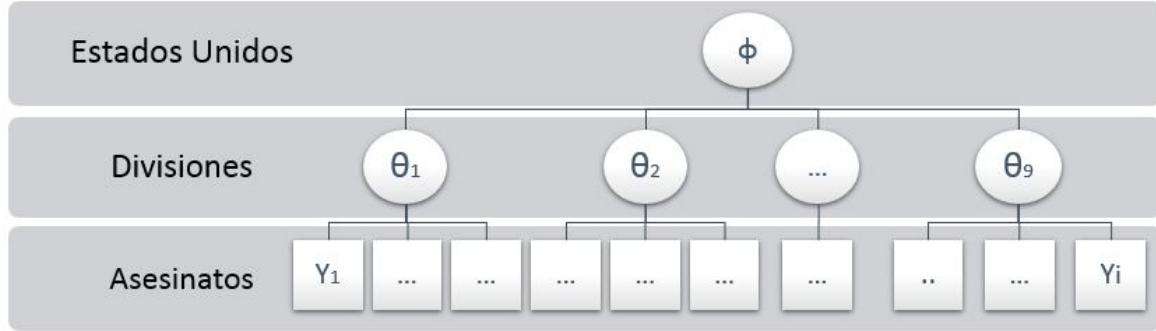 Estados Unidos ϕ
Divisiones θ1 θ2 ... θ9
Asesinatos Y1 ... ... ... ... ... ... .. ... Yi